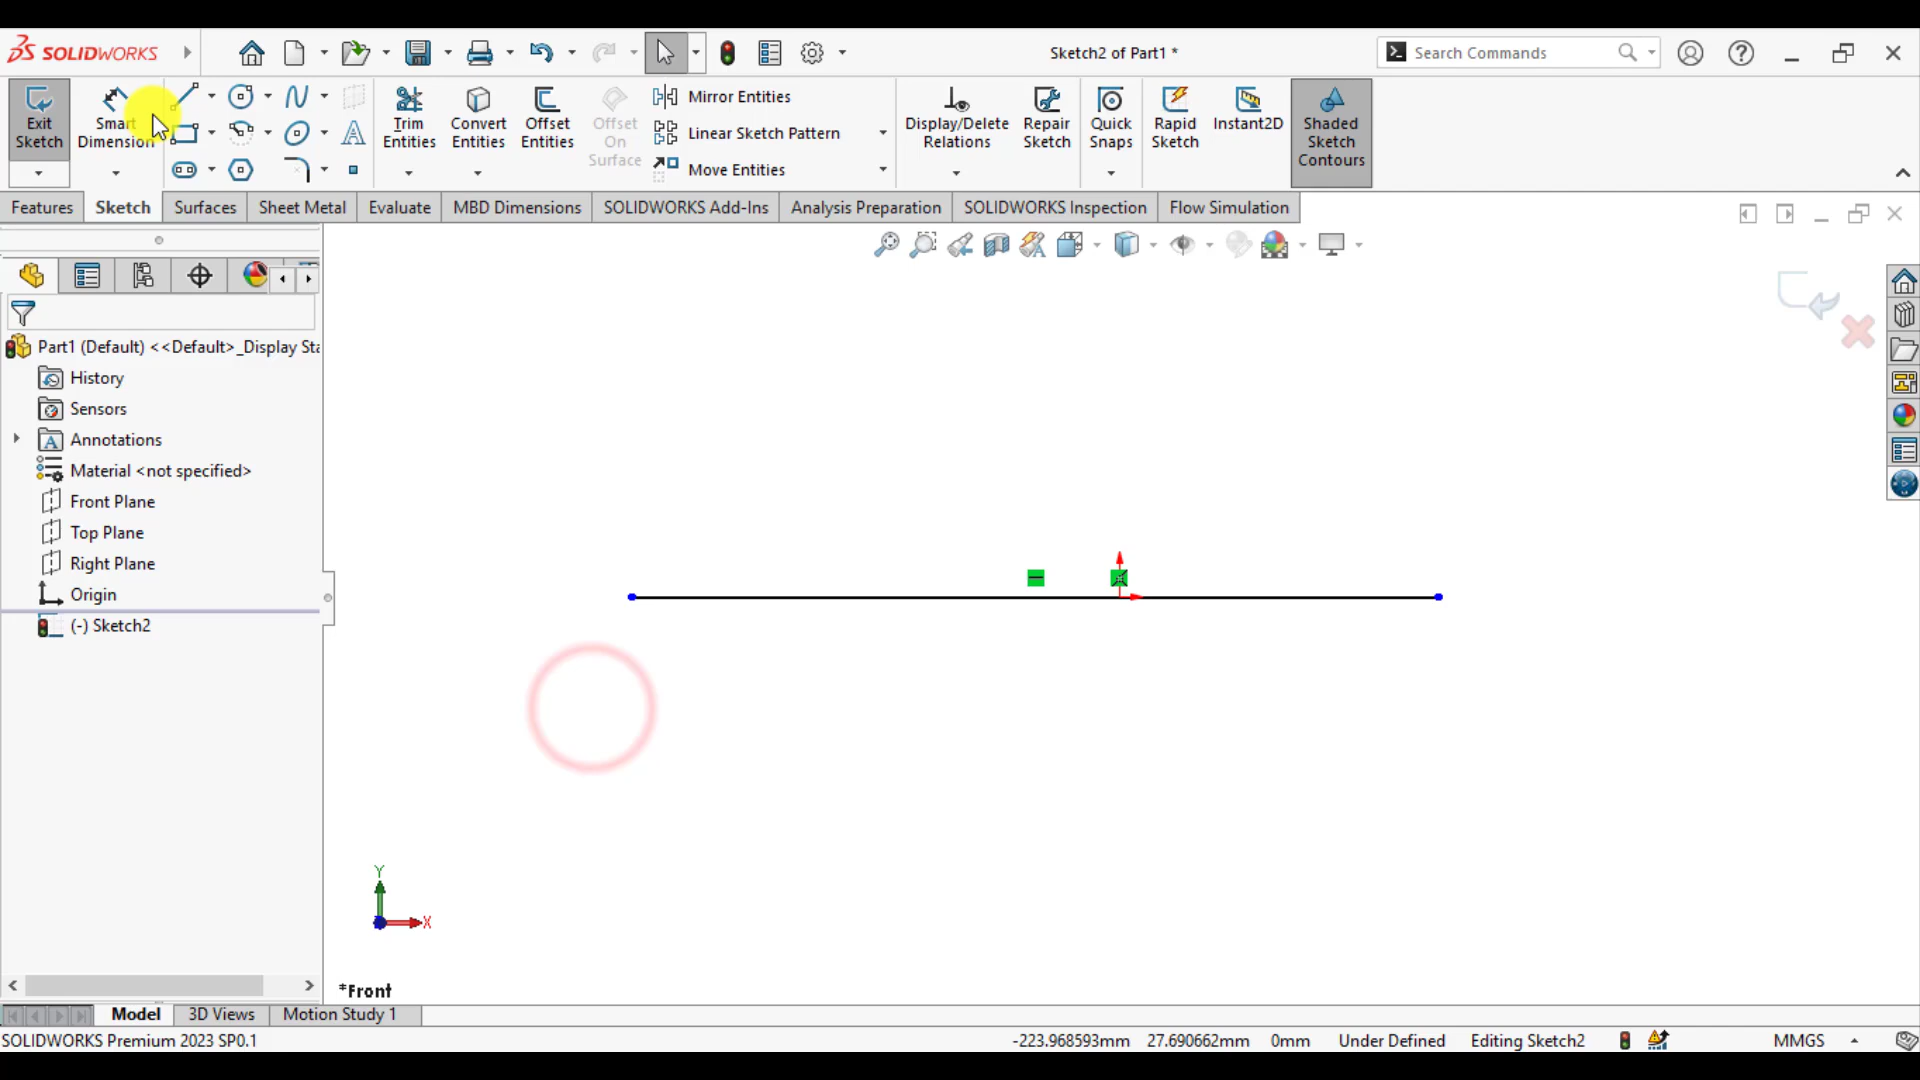 SOLIDWORKS
Sketch2 of Part1 *
Search Commands
Exit Sketch
Smart Dimension
Trim Entities
Convert Entities
Offset Entities
Offset On Surface
Mirror Entities
Linear Sketch Pattern
Move Entities
Display/Delete Relations
Repair Sketch
Quick Snaps
Rapid Sketch
Instant2D
Shaded Sketch Contours
Features
Sketch
Surfaces
Sheet Metal
Evaluate
MBD Dimensions
SOLIDWORKS Add-Ins
Analysis Preparation
SOLIDWORKS Inspection
Flow Simulation
Part1 (Default) <<Default>_Display Sta
History
Sensors
Annotations
Material <not specified>
Front Plane
Top Plane
Right Plane
Origin
(-) Sketch2
Y
X
*Front
Model
3D Views
Motion Study 1
SOLIDWORKS Premium 2023 SP0.1
-223.968593mm
27.690662mm
0mm
Under Defined
Editing Sketch2
MMGS